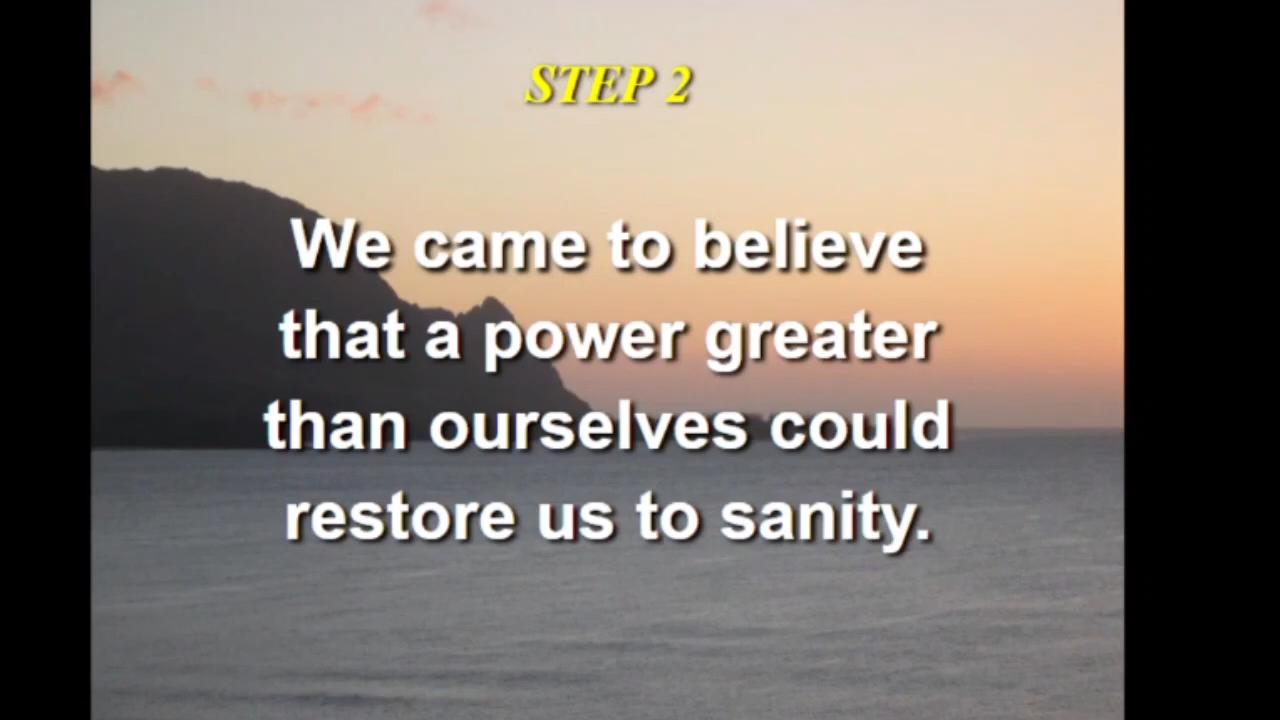 STEP 2
We came to believe
that a power greater
than ourselves could
restore us to sanity.